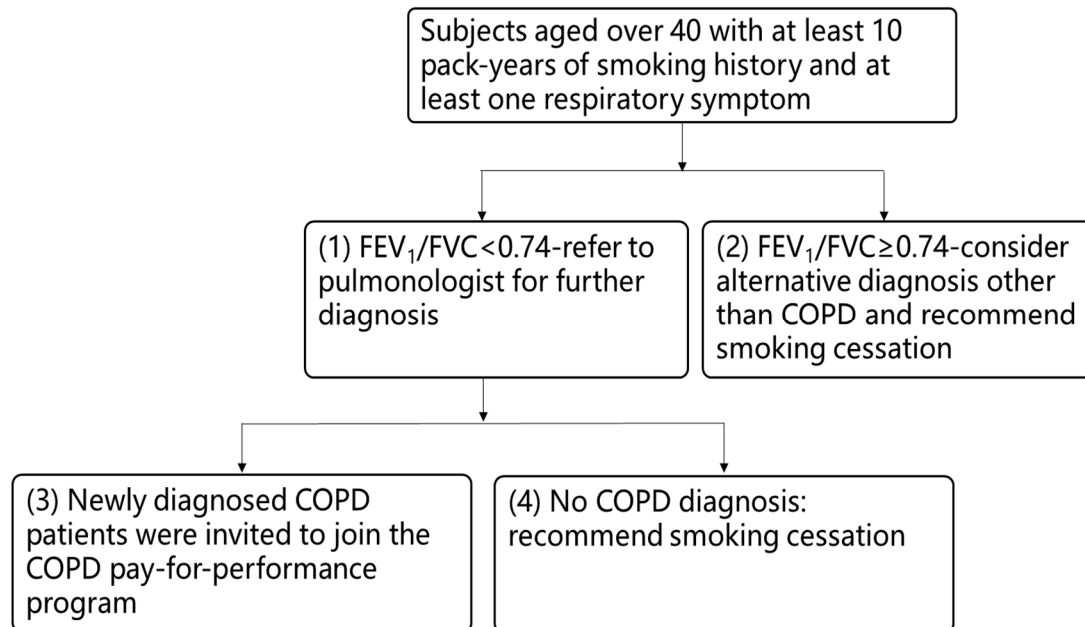 Subjects aged over 40 with at least 10
pack-years of smoking history and at
least one respiratory symptom
(1) FEV₁/FVC<0.74-refer to
pulmonologist for further
diagnosis
(2) FEV₁/FVC≥0.74-consider
alternative diagnosis other
than COPD and recommend
smoking cessation
(3) Newly diagnosed COPD
patients were invited to join the
COPD pay-for-performance
program
(4) No COPD diagnosis:
recommend smoking cessation